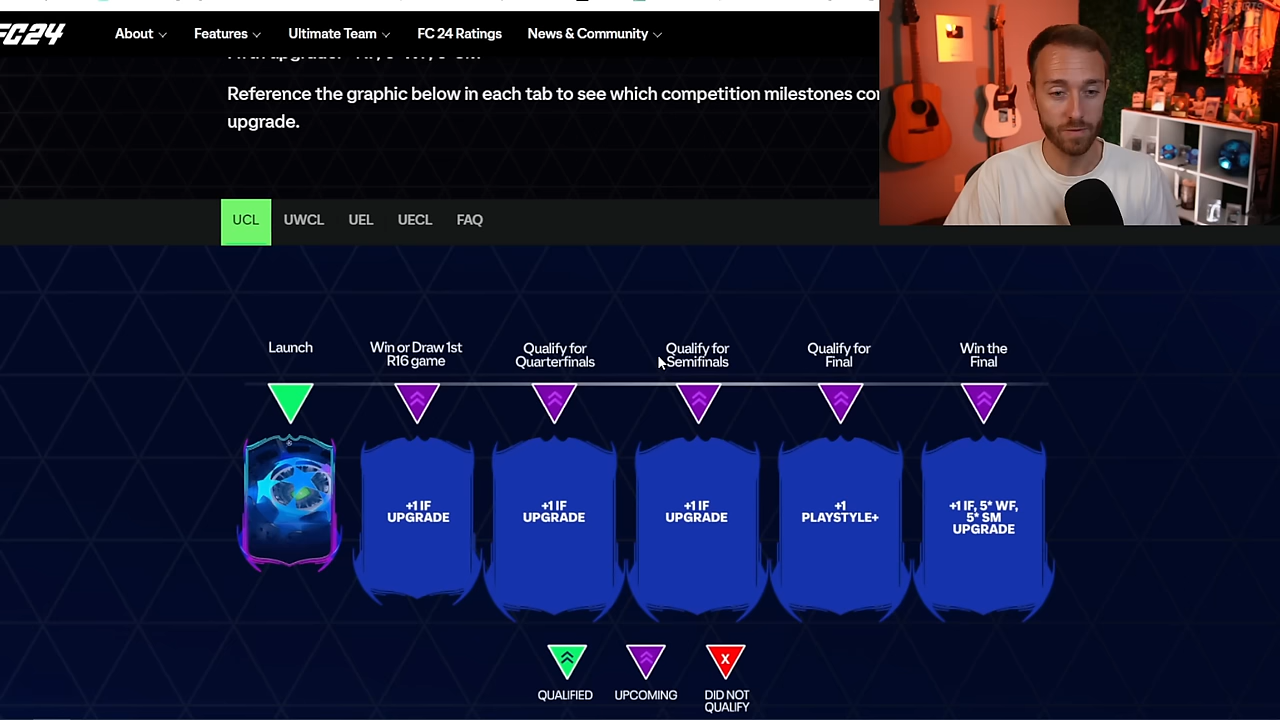 FC24
About
Features
Ultimate Team
FC 24 Ratings
News & Community
Reference the graphic below in each tab to see which competition milestones
upgrade.
UCL
UWCL
UEL
UECL
FAQ
Launch
Win or Draw 1st
R16 game
Qualify for
Quarterfinals
Qualify for
Semifinals
Qualify for
Final
Win the
Final
+1 IF
UPGRADE
+1 IF
UPGRADE
+1 IF
UPGRADE
+1
PLAYSTYLE+
+1 IF, 5* WF,
5* SM
UPGRADE
X
QUALIFIED
UPCOMING
DID NOT
QUALIFY